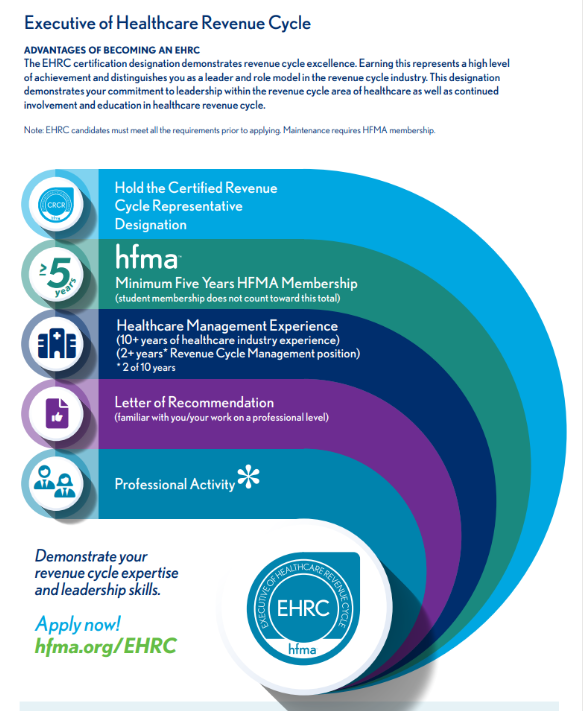 Executive of Healthcare Revenue Cycle
ADVANTAGES OF BECOMING AN EHRC
The EHRC certification designation demonstrates revenue cycle excellence. Earning this represents a high level
of achievement and distinguishes you as a leader and role model in the revenue cycle industry. This designation
demonstrates your commitment to leadership within the revenue cycle area of healthcare as well as continued
involvement and education in healthcare revenue cycle.
Note: EHRC candidates must meet all the requirements prior to applying. Maintenance requires HFMA membership.
CRCR
Hold the Certified Revenue
Cycle Representative
Designation
≥5
years
hfma
Minimum Five Years HFMA Membership
(student membership does not count toward this total)
Healthcare Management Experience
(10+ years of healthcare industry experience)
(2+ years* Revenue Cycle Management position)
* 2 of 10 years
Letter of Recommendation
(familiar with you/your work on a professional level)
Professional Activity*
Demonstrate your
revenue cycle expertise
and leadership skills.
Apply now!
hfma.org/EHRC
EXECUTIVE OF HEALTHCARE REVENUE CYCLE
EHRC
hfma